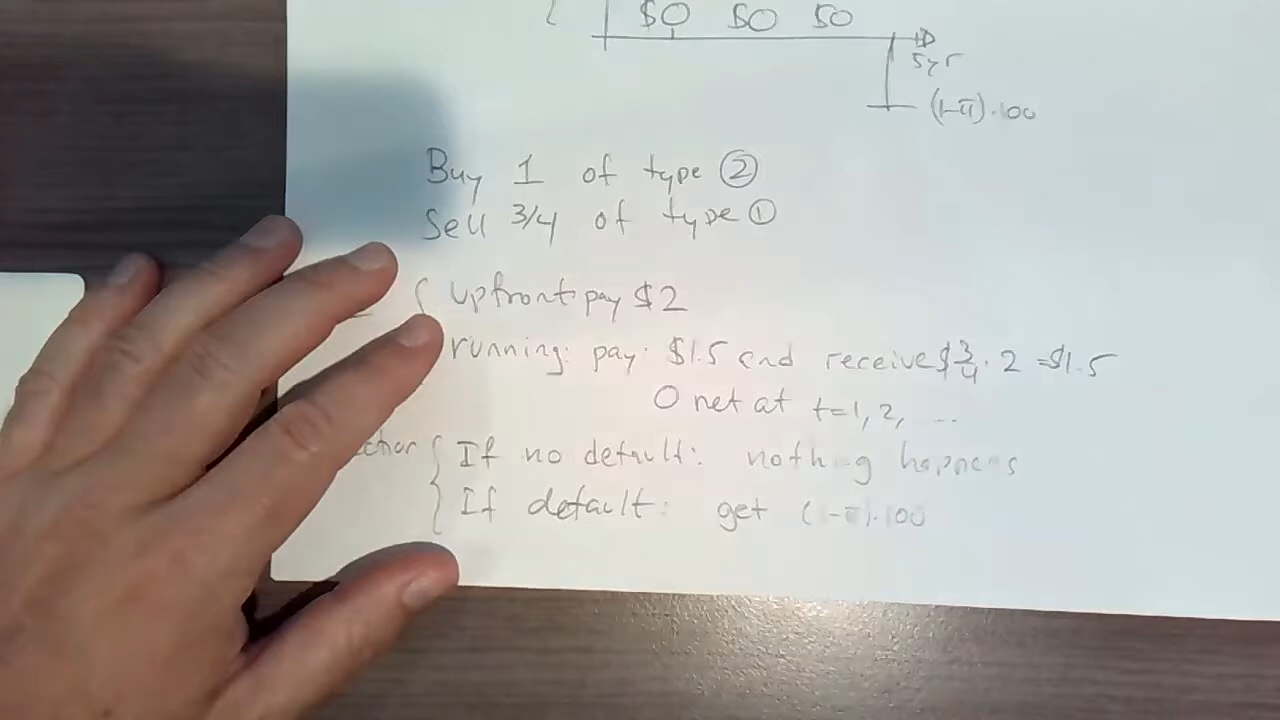 $0 $0 $0
5yr
(1-π).100
Buy 1 of type ②
Sell 3/4 of type ①
upfront: pay $2
running: pay: $1.5 and receive $3/4 . 2 = $1.5
0 net at t=1, 2, ...
If no default: nothing happens
If default: get (1-π).100